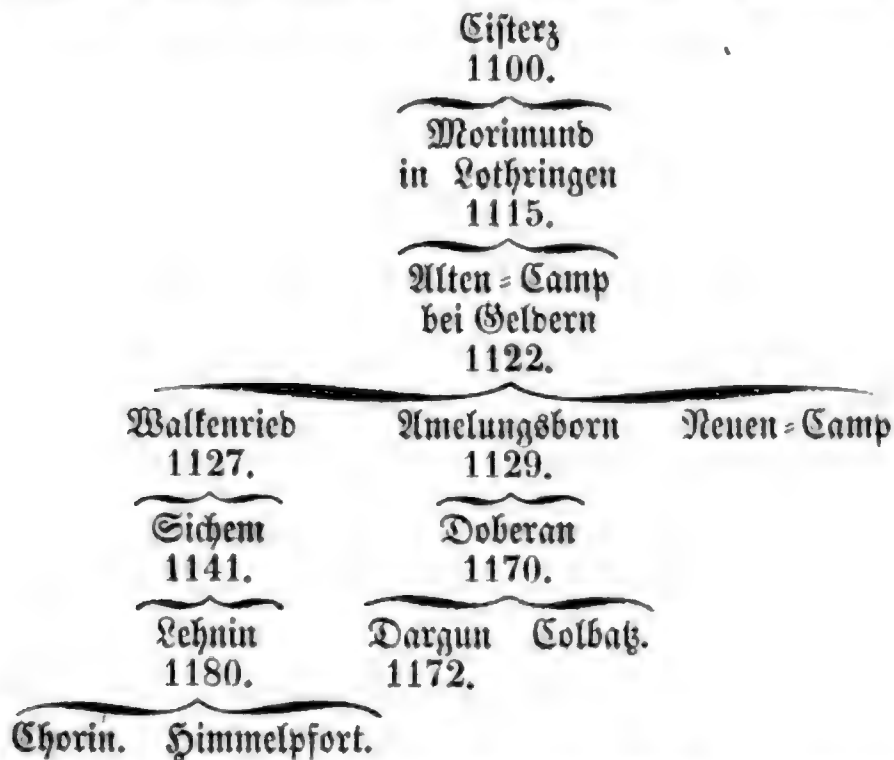 Ciſterz
1100.
Morimund
in Lothringen
1115.
Alten⸗Camp
bei Geldern
1122.
Walkenried Amelungsborn Neuen⸗Camp
1127. 1129.
Sichem Doberan
1141. 1170.
Lehnin Dargun Colbatz.
1180. 1172.
Chorin. Himmelpfort.